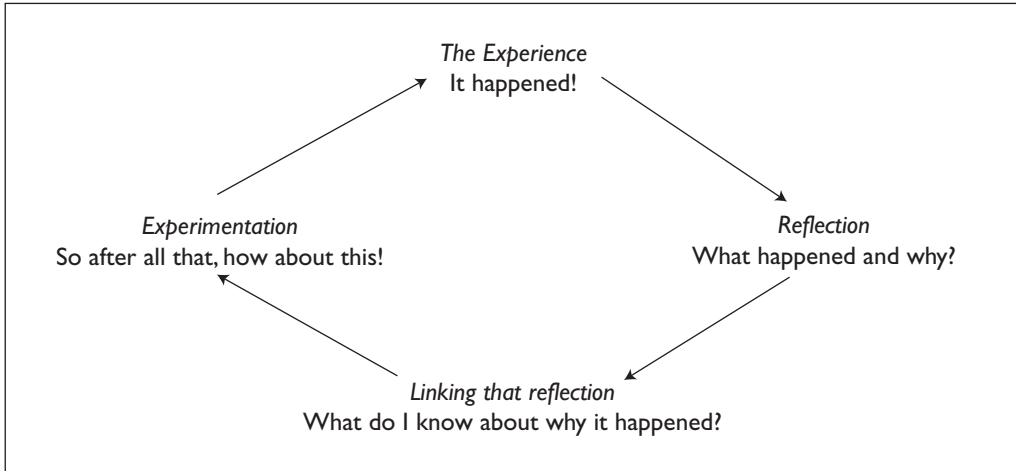 The Experience
It happened!
Reflection
What happened and why?
Linking that reflection
What do I know about why it happened?
Experimentation
So after all that, how about this!